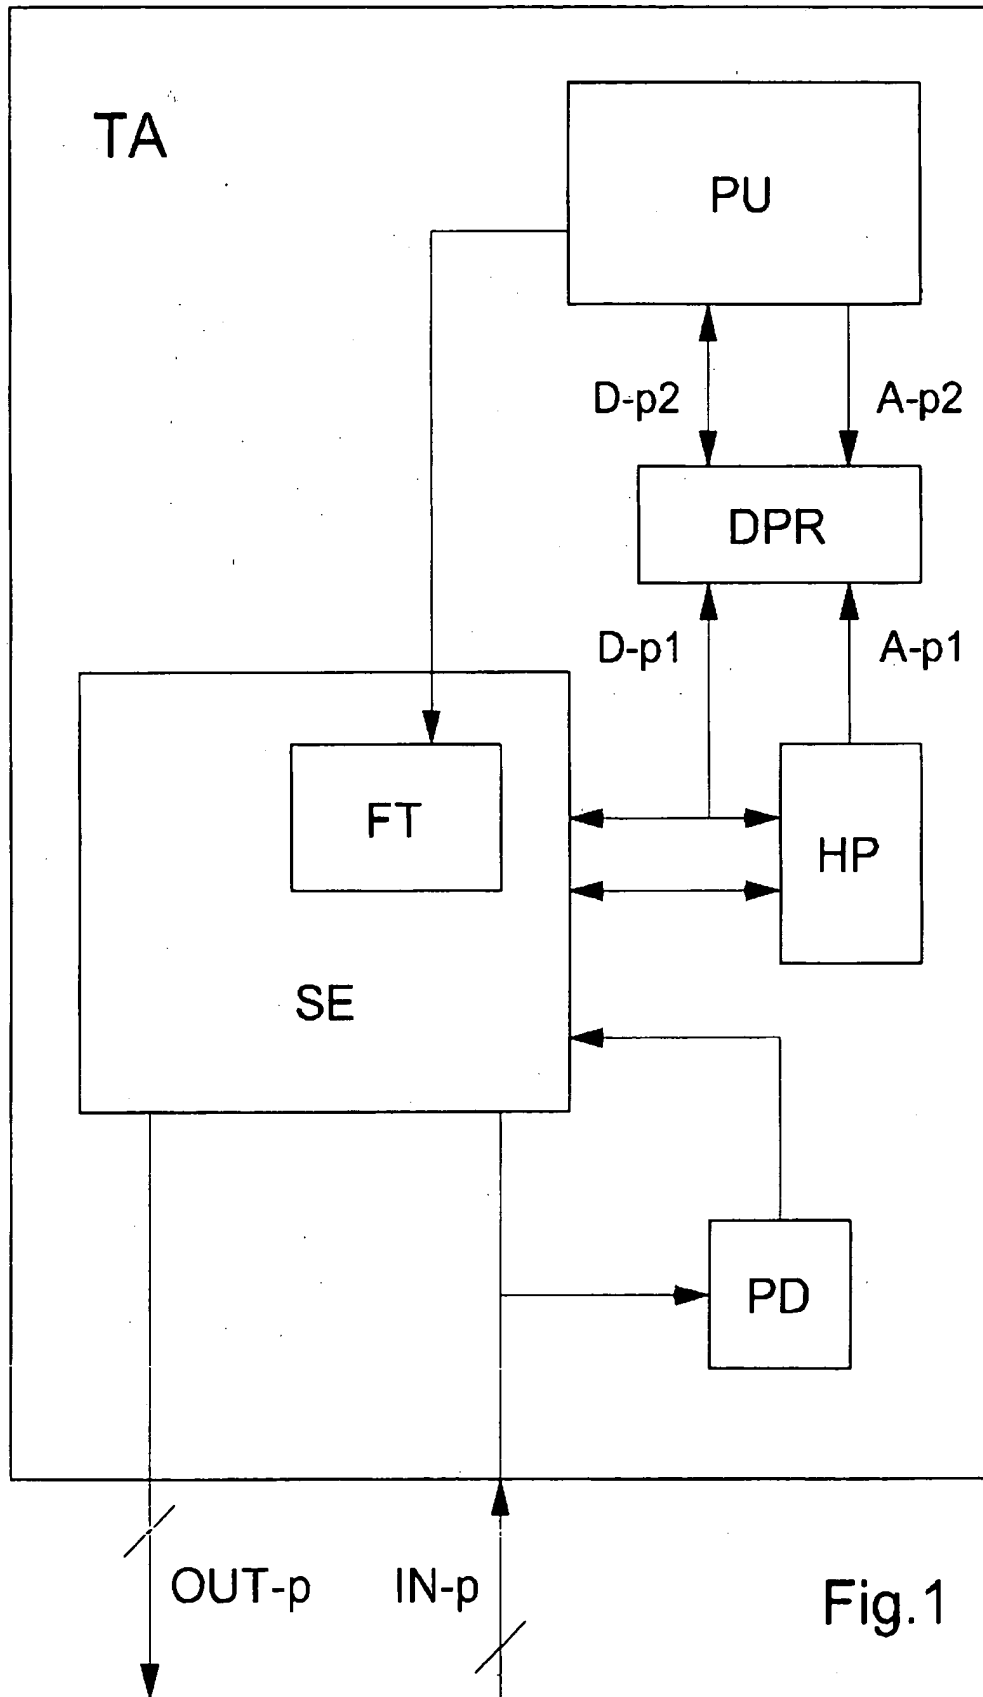 TA
PU
D-p2
A-p2
DPR
D-p1
A-p1
FT
HP
SE
PD
OUT-p
IN-p
Fig.1